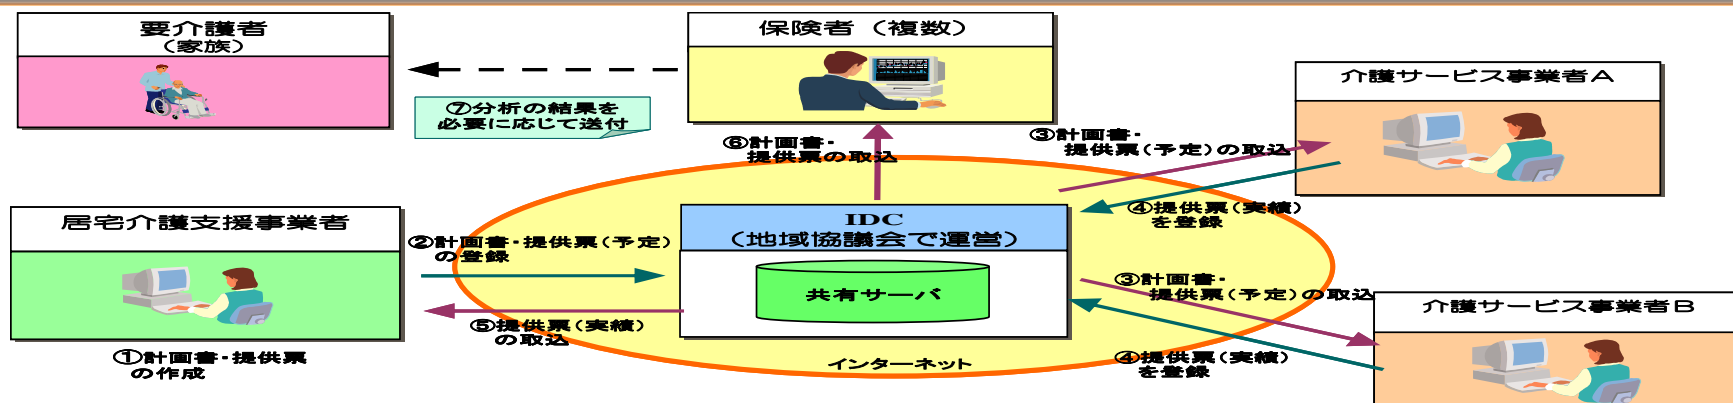 要介護者
（家族）
保険者（複数）
⑦分析の結果を
必要に応じて送付
介護サービス事業者A
⑥計画書・
提供票の取込
③計画書・
提供票（予定）の取込
④提供票（実績）
を登録
居宅介護支援事業者
②計画書・提供票（予定）
の登録
IDC
（地域協議会で運営）
共有サーバ
⑤提供票（実績）
の取込
①計画書・提供票
の作成
インターネット
③計画書・
提供票（予定）の取込
介護サービス事業者B
④提供票（実績）
を登録